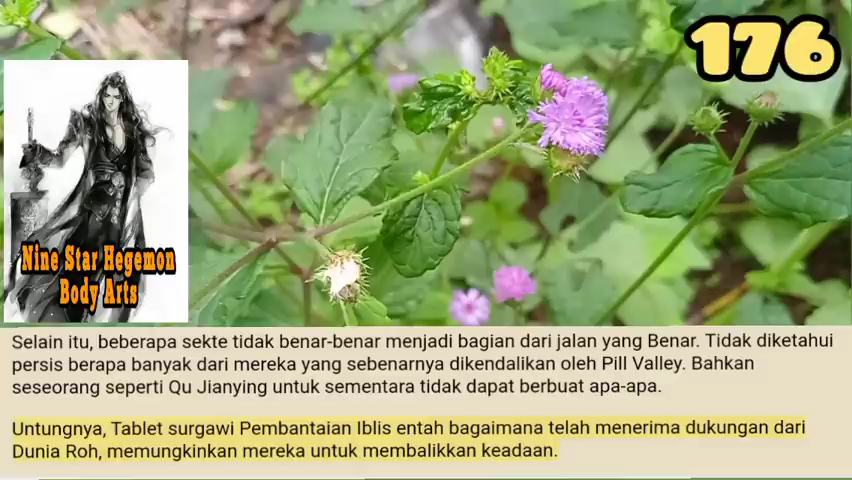 176
Nine Star Hegemon
Body Arts
Selain itu, beberapa sekte tidak benar-benar menjadi bagian dari jalan yang Benar. Tidak diketahui
persis berapa banyak dari mereka yang sebenarnya dikendalikan oleh Pill Valley. Bahkan
seseorang seperti Qu Jianying untuk sementara tidak dapat berbuat apa-apa.
Untungnya, Tablet surgawi Pembantaian Iblis entah bagaimana telah menerima dukungan dari
Dunia Roh, memungkinkan mereka untuk membalikkan keadaan.